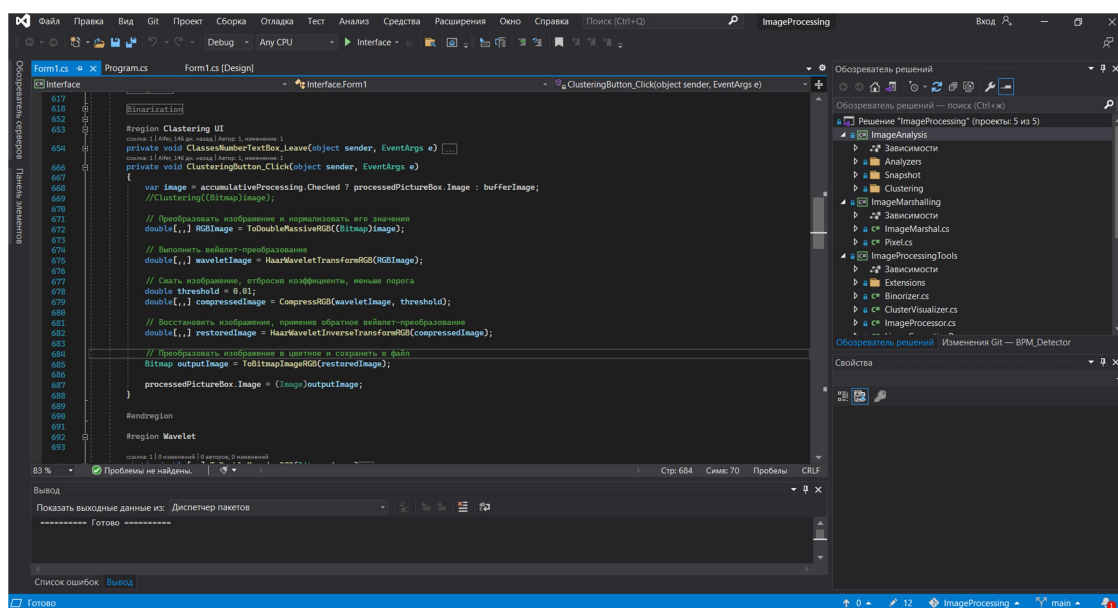 Файл Правка Вид Git Проект Сборка Отладка Тест Анализ Средства Расширения Окно Справка Поиск (Ctrl+Q) ImageProcessing Вход
Debug Any CPU Interface
Form1.cs Program.cs Form1.cs [Design]
Interface Interface.Form1 ClusteringButton_Click(object sender, EventArgs e)
617
618 Binarization
652
653 #region Clastering UI
ссылка: 1 | Alfer, 146 дн. назад | Автор: 1, изменение: 1
654 private void ClassesNumberTextBox_Leave(object sender, EventArgs e) ...
ссылка: 1 | Alfer, 146 дн. назад | Автор: 1, изменение: 1
666 private void ClusteringButton_Click(object sender, EventArgs e)
667 {
668 var image = accumulativeProcessing.Checked ? processedPictureBox.Image : bufferImage;
669 //Clustering((Bitmap)image);
670
671 // Преобразовать изображение и нормализовать его значения
672 double[,,] RGBImage = ToDoubleMassiveRGB((Bitmap)image);
673
674 // Выполнить вейвлет-преобразование
675 double[,,] waveletImage = HaarWaveletTransformRGB(RGBImage);
676
677 // Сжать изображение, отбросив коэффициенты, меньше порога
678 double threshold = 0.01;
679 double[,,] compressedImage = CompressRGB(waveletImage, threshold);
680
681 // Восстановить изображение, применив обратное вейвлет-преобразование
682 double[,,] restoredImage = HaarWaveletInverseTransformRGB(compressedImage);
683
684 // Преобразовать изображение в цветное и сохранить в файл
685 Bitmap outputImage = ToBitmapImageRGB(restoredImage);
686
687 processedPictureBox.Image = (Image)outputImage;
688 }
689
690 #endregion
691
692 #region Wavelet
693
ссылка: 1 | 0 изменений | 0 авторов, 0 изменений
83 % Проблемы не найдены. Стр: 684 Симв: 70 Пробелы CRLF
Вывод
Показать выходные данные из: Диспетчер пакетов
========== Готово ==========
Список ошибок Вывод
Готово 0 12 ImageProcessing main
Обозреватель серверов
Панель элементов
Обозреватель решений
Обозреватель решений — поиск (Ctrl+ж)
Решение "ImageProcessing" (проекты: 5 из 5)
ImageAnalysis
Зависимости
Analyzers
Snapshot
Clustering
ImageMarshalling
Зависимости
ImageMarshal.cs
Pixel.cs
ImageProcessingTools
Зависимости
Extensions
Binorizer.cs
ClusterVisualizer.cs
ImageProcessor.cs
Обозреватель решений Изменения Git — BPM_Detector
Свойства